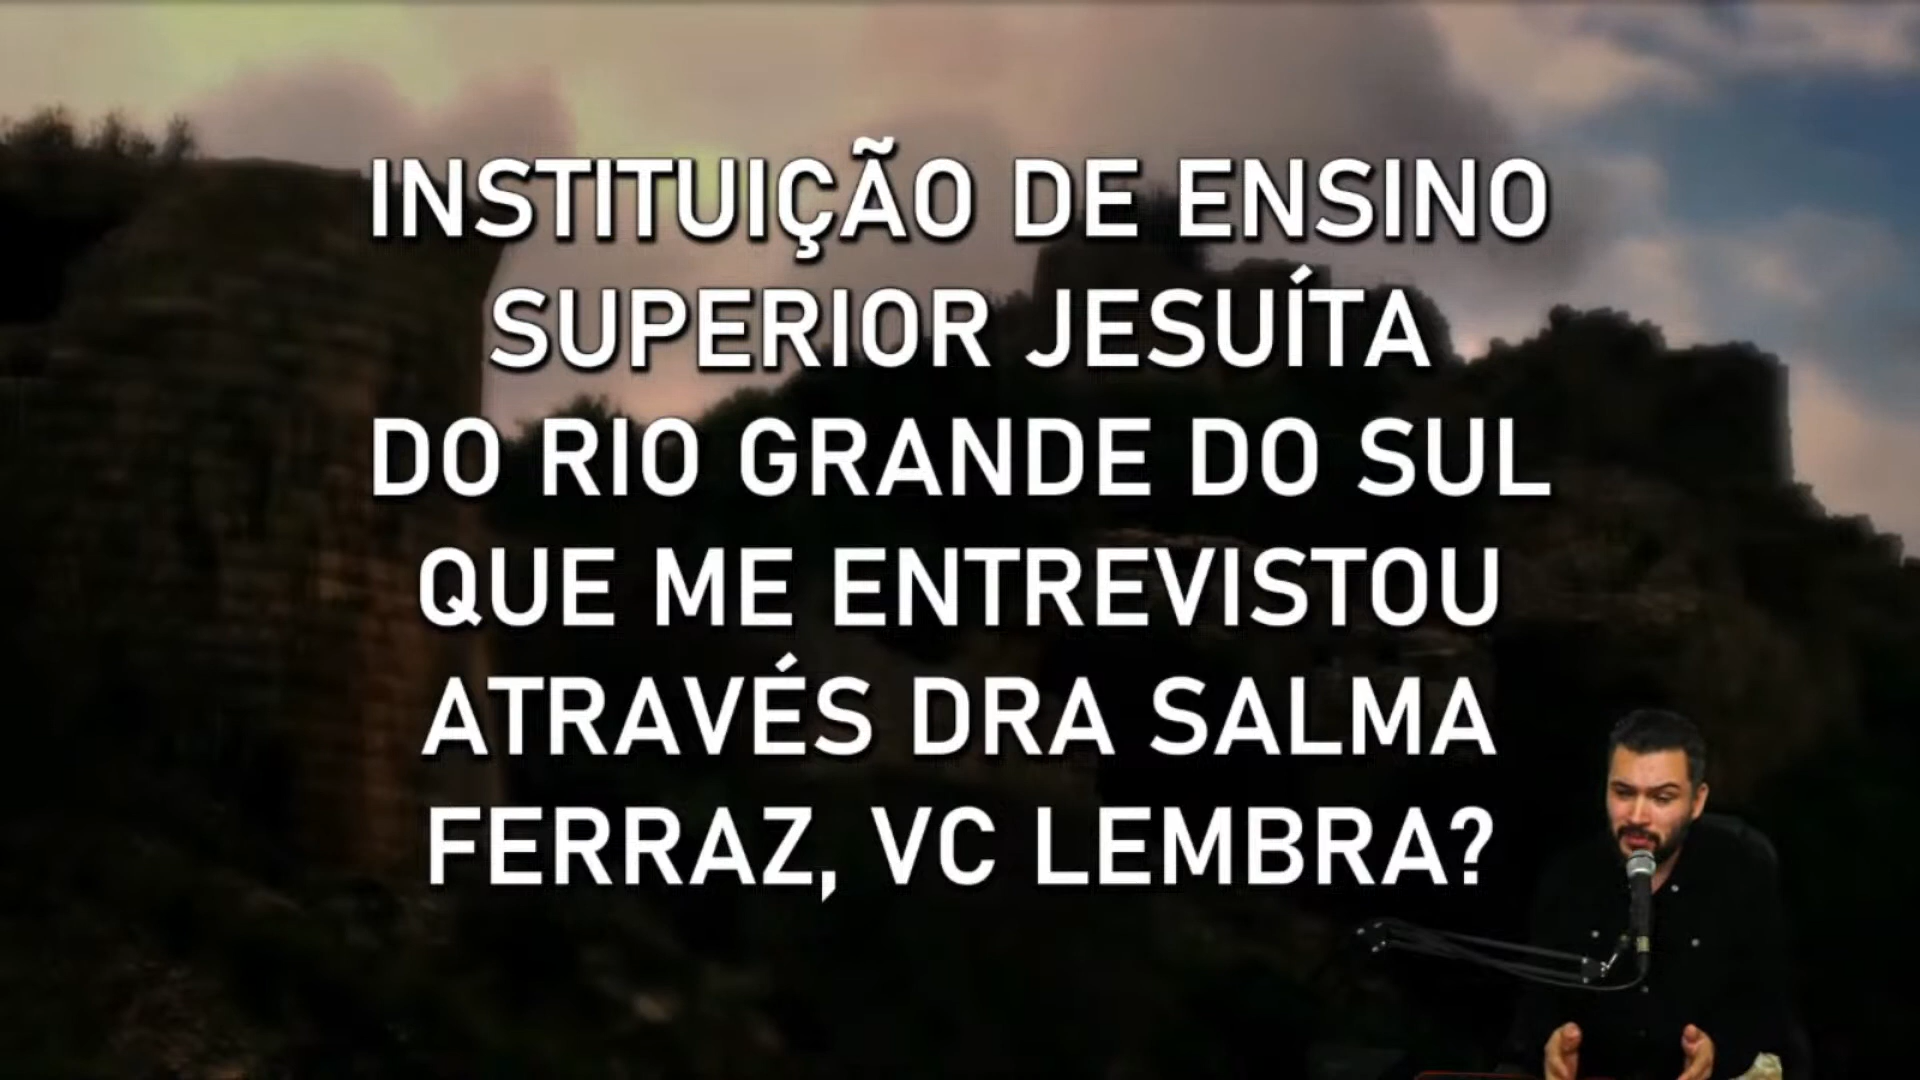 INSTITUIÇÃO DE ENSINO
SUPERIOR JESUÍTA
DO RIO GRANDE DO SUL
QUE ME ENTREVISTOU
ATRAVÉS DRA SALMA
FERRAZ, VC LEMBRA?